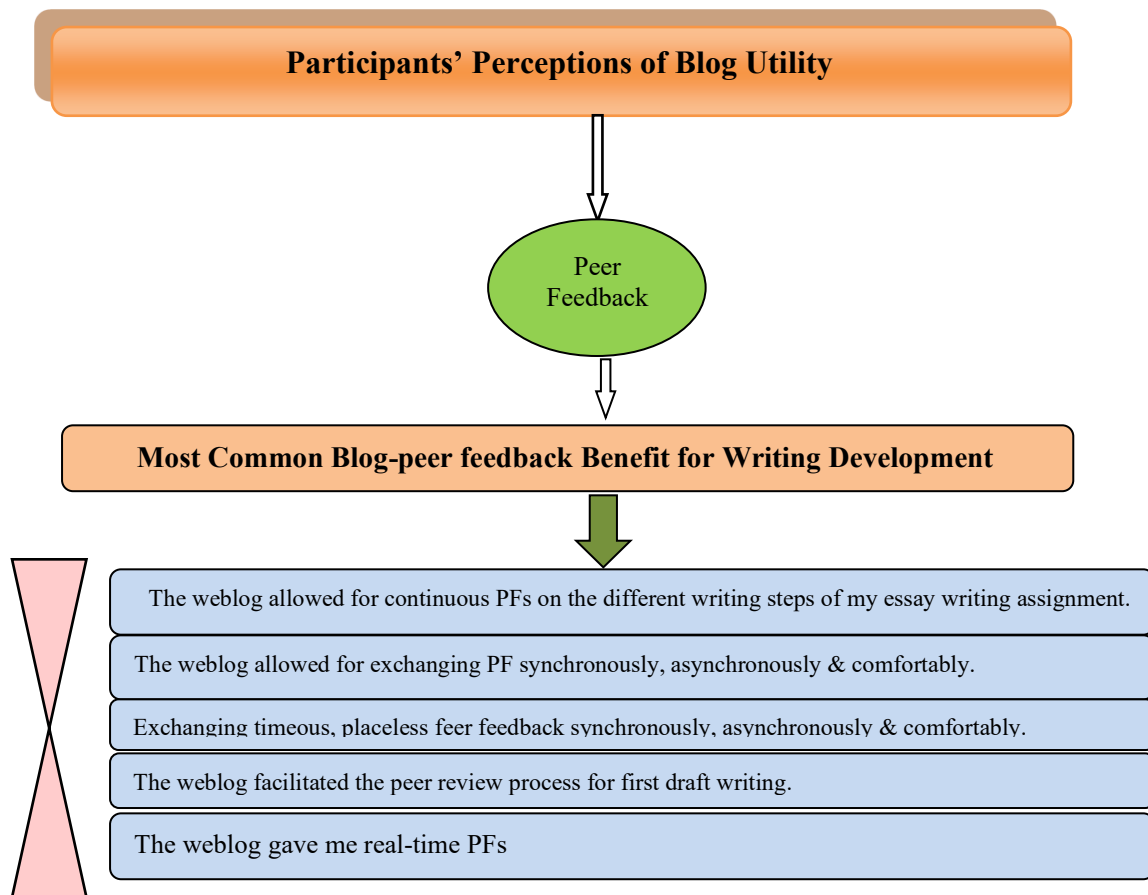 Participants’ Perceptions of Blog Utility
Peer
Feedback
Most Common Blog-peer feedback Benefit for Writing Development
The weblog allowed for continuous PFs on the different writing steps of my essay writing assignment.
The weblog allowed for exchanging PF synchronously, asynchronously & comfortably.
Exchanging timeous, placeless feer feedback synchronously, asynchronously & comfortably.
The weblog facilitated the peer review process for first draft writing.
The weblog gave me real-time PFs